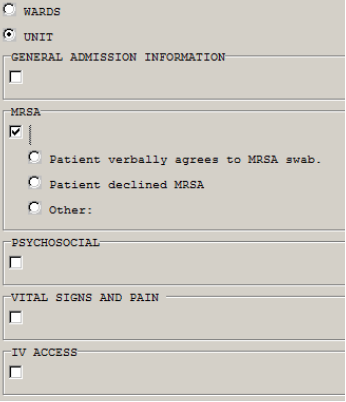 WARDS
UNIT
GENERAL ADMISSION INFORMATION
MRSA
Patient verbally agrees to MRSA swab.
Patient declined MRSA
Other:
PSYCHOSOCIAL
VITAL SIGNS AND PAIN
IV ACCESS